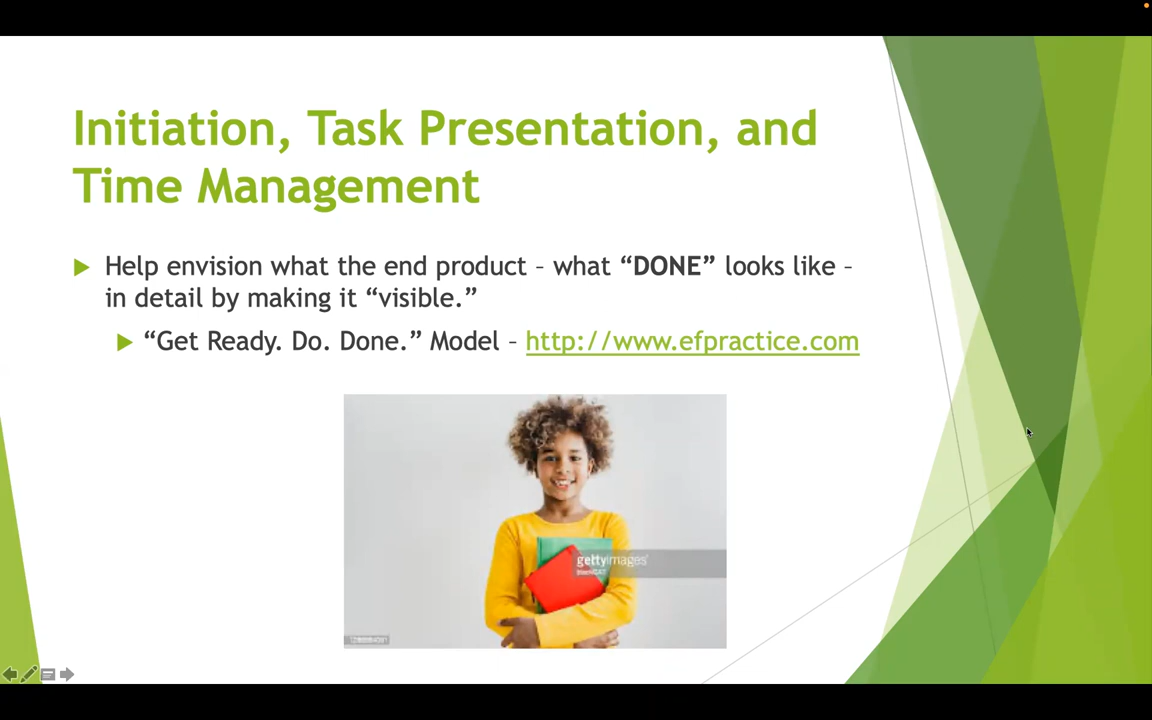 Initiation, Task Presentation, and
Time Management
Help envision what the end product – what “DONE” looks like –
in detail by making it “visible.”
“Get Ready. Do. Done.” Model – http://www.efpractice.com
gettyimages